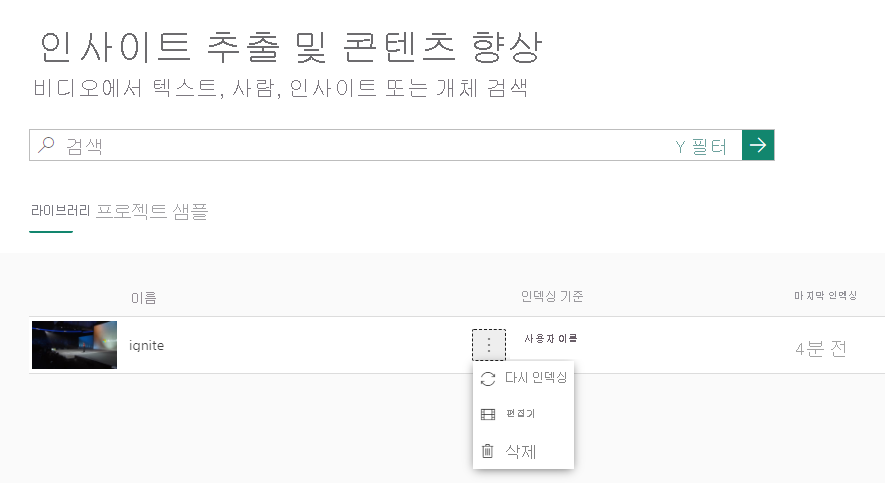 인사이트 추출 및 콘텐츠 향상
비디오에서 텍스트, 사람, 인사이트 또는 개체 검색
검색 Y 필터
라이브러리 프로젝트 샘플
이름 인덱싱 기준 마지막 인덱싱
ignite 사용자 이름 4분 전
다시 인덱싱
편집기
삭제